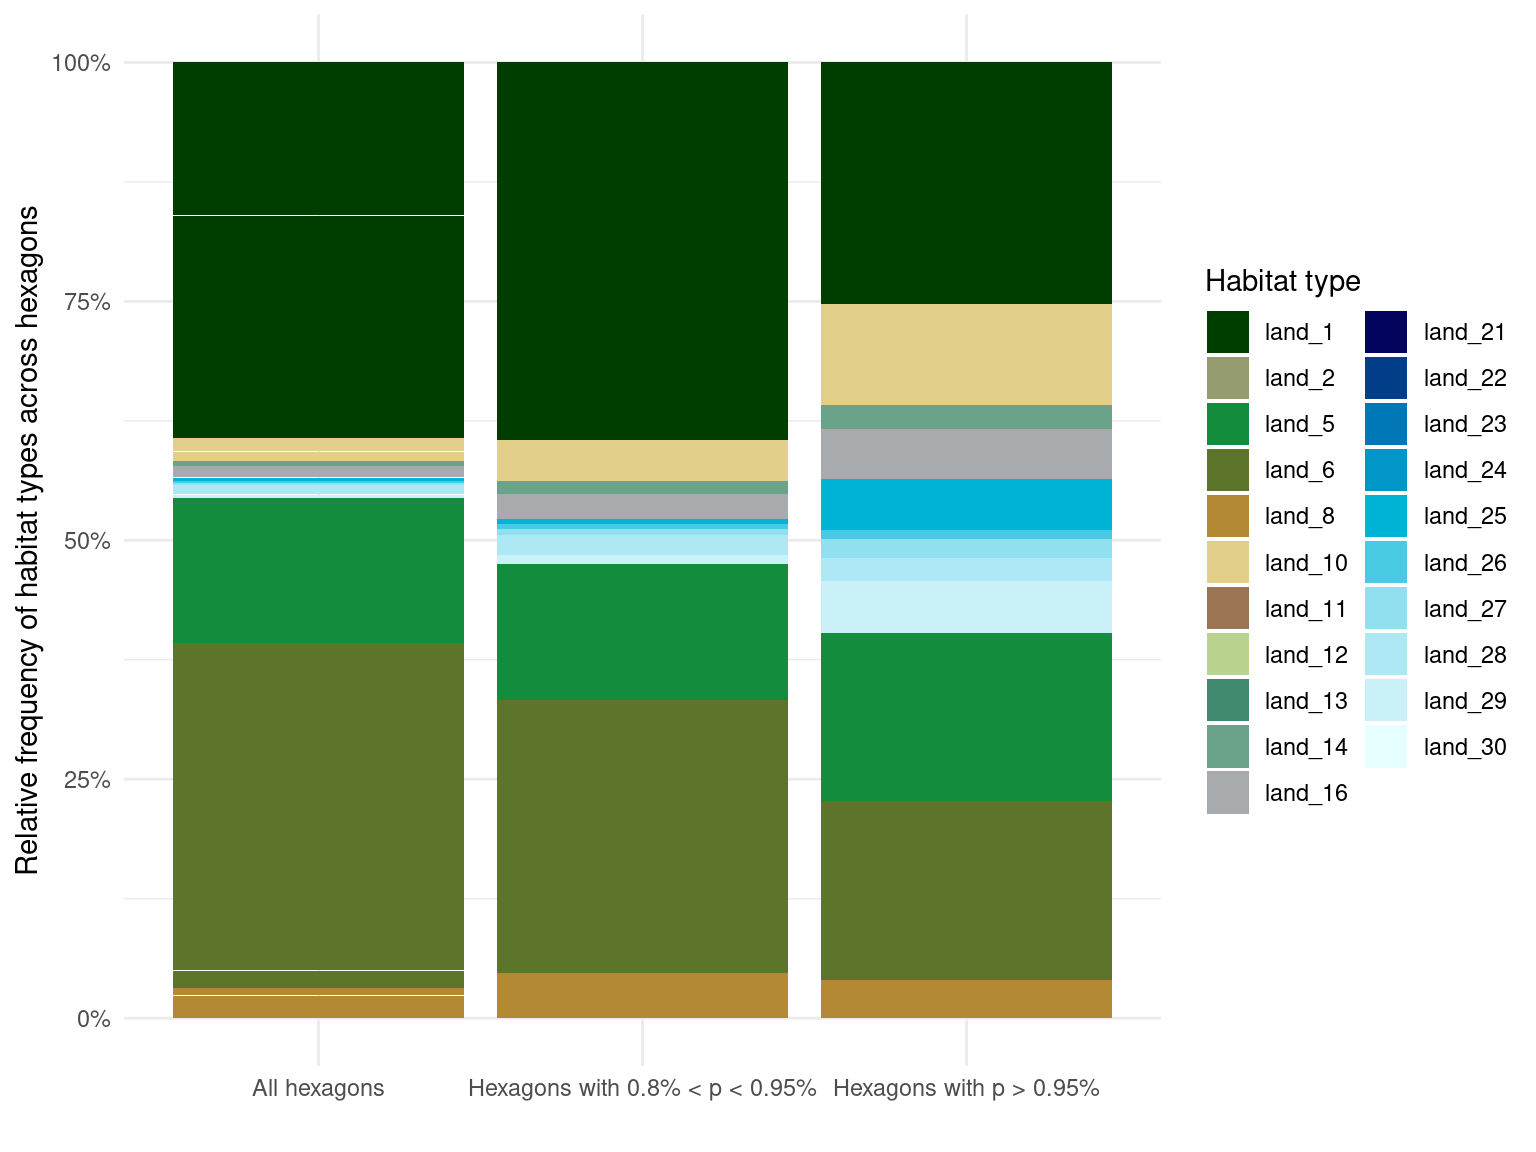 Relative frequency of habitat types across hexagons
100%
75%
50%
25%
0%
All hexagons
Hexagons with 0.8% < p < 0.95%
Hexagons with p > 0.95%
Habitat type
land_1
land_2
land_5
land_6
land_8
land_10
land_11
land_12
land_13
land_14
land_16
land_21
land_22
land_23
land_24
land_25
land_26
land_27
land_28
land_29
land_30